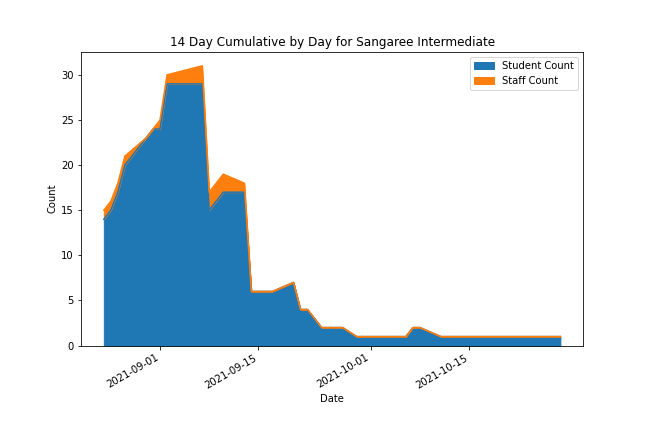 14 Day Cumulative by Day for Sangaree Intermediate
Student Count
Staff Count
30
25
20
15
10
5
0
Count
2021-09-01
2021-09-15
2021-10-01
2021-10-15
Date